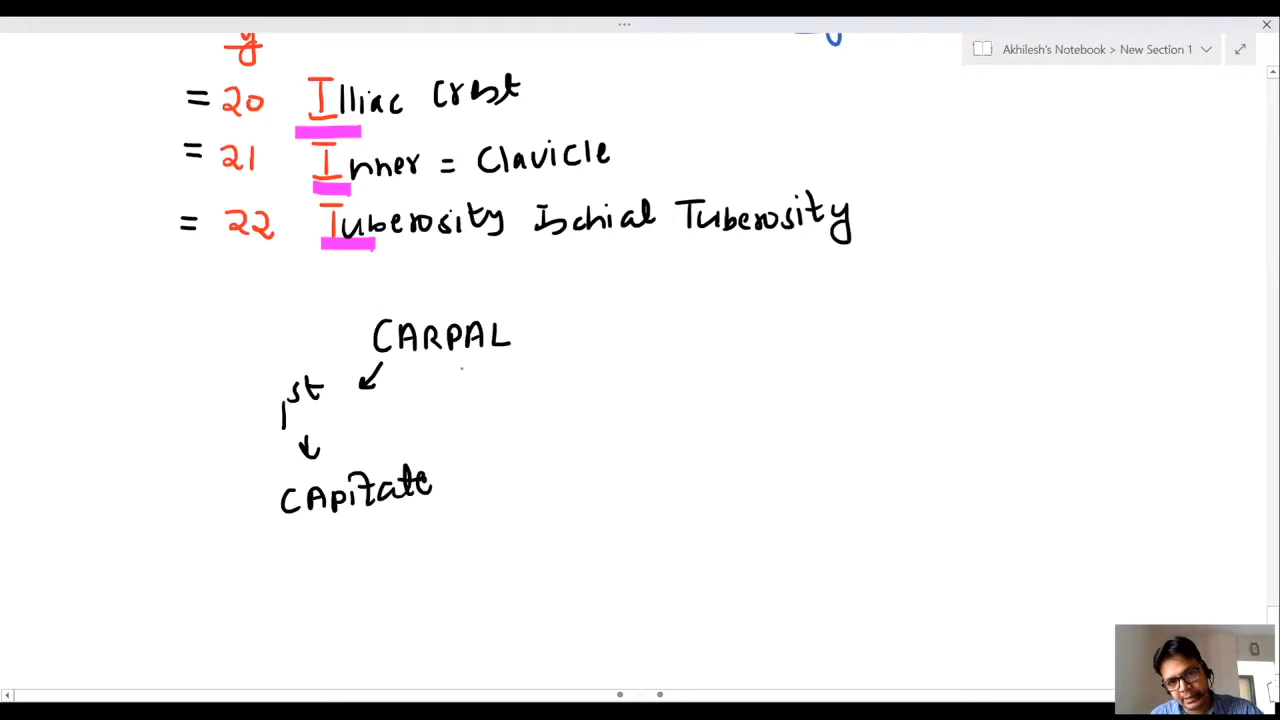 Akhilesh's Notebook > New Section 1
y
= 20 Illiac Crest
= 21 Inner = Clavicle
= 22 Tuberosity Ischial Tuberosity
CARPAL
1st
CApitate